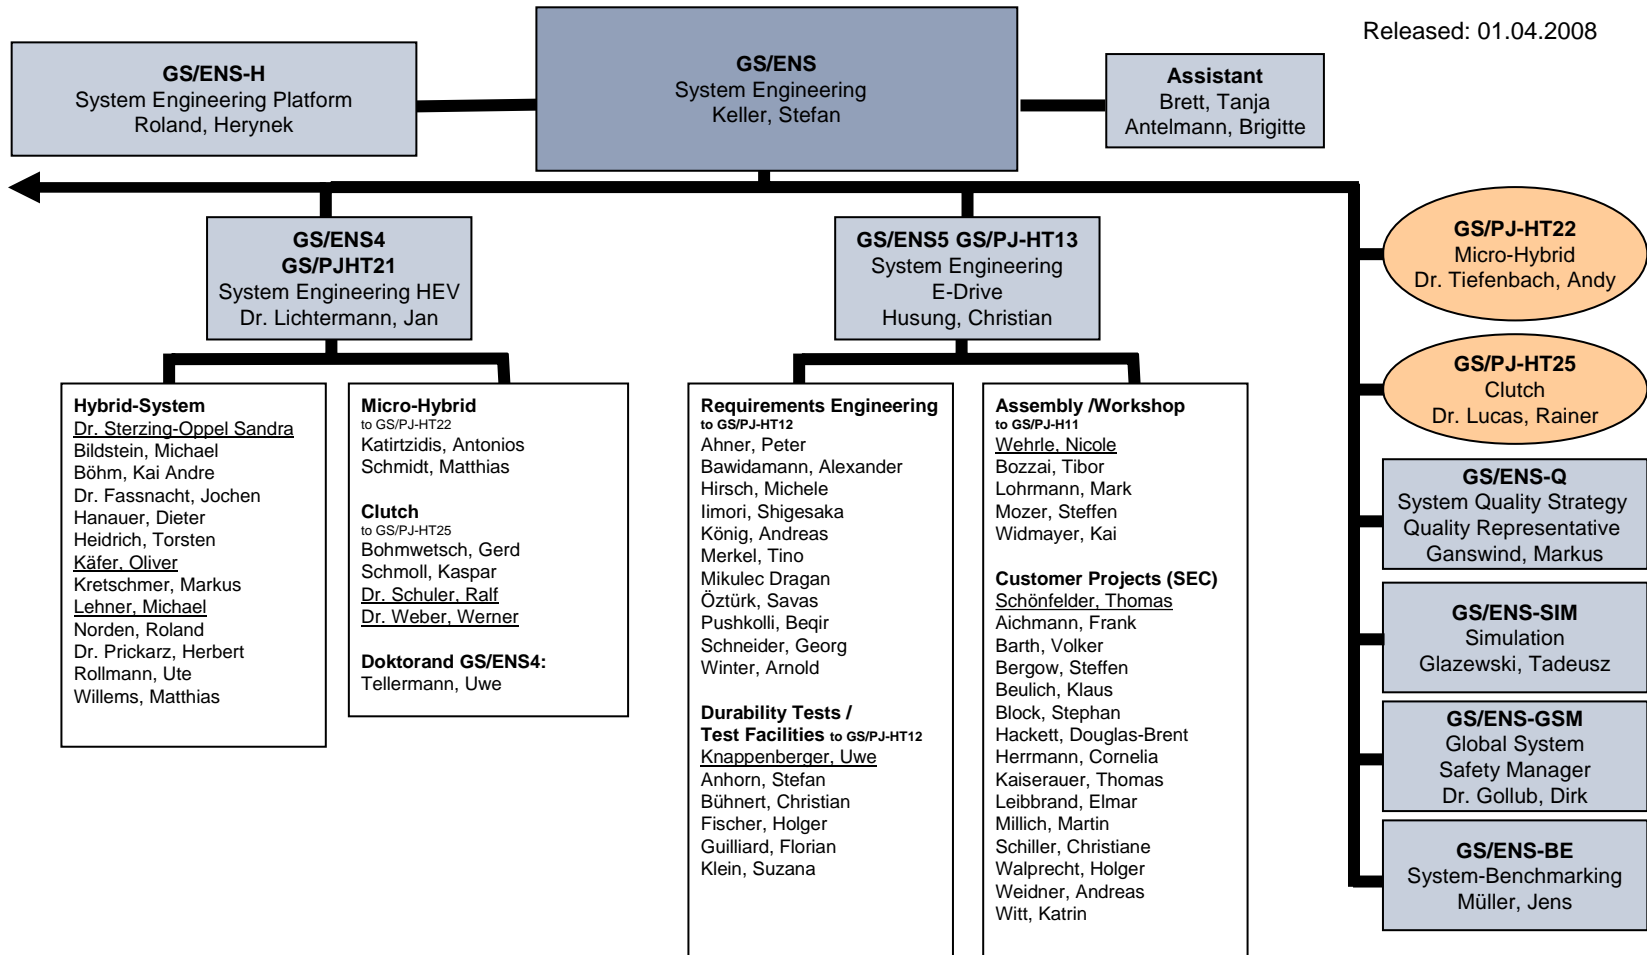 Released: 01.04.2008
GS/ENS-H
System Engineering Platform
Roland, Herynek
GS/ENS
System Engineering
Keller, Stefan
Assistant
Brett, Tanja
Antelmann, Brigitte
GS/ENS4
GS/PJHT21
System Engineering HEV
Dr. Lichtermann, Jan
GS/ENS5 GS/PJ-HT13
System Engineering
E-Drive
Husung, Christian
GS/PJ-HT22
Micro-Hybrid
Dr. Tiefenbach, Andy
GS/PJ-HT25
Clutch
Dr. Lucas, Rainer
GS/ENS-Q
System Quality Strategy
Quality Representative
Ganswind, Markus
GS/ENS-SIM
Simulation
Glazewski, Tadeusz
GS/ENS-GSM
Global System
Safety Manager
Dr. Gollub, Dirk
GS/ENS-BE
System-Benchmarking
Müller, Jens
Hybrid-System
Dr. Sterzing-Oppel Sandra
Bildstein, Michael
Böhm, Kai Andre
Dr. Fassnacht, Jochen
Hanauer, Dieter
Heidrich, Torsten
Käfer, Oliver
Kretschmer, Markus
Lehner, Michael
Norden, Roland
Dr. Prickarz, Herbert
Rollmann, Ute
Willems, Matthias
Micro-Hybrid
to GS/PJ-HT22
Katirtzidis, Antonios
Schmidt, Matthias
Clutch
to GS/PJ-HT25
Bohmwetsch, Gerd
Schmoll, Kaspar
Dr. Schuler, Ralf
Dr. Weber, Werner
Doktorand GS/ENS4:
Tellermann, Uwe
Requirements Engineering
to GS/PJ-HT12
Ahner, Peter
Bawidamann, Alexander
Hirsch, Michele
Iimori, Shigesaka
König, Andreas
Merkel, Tino
Mikulec Dragan
Öztürk, Savas
Pushkolli, Beqir
Schneider, Georg
Winter, Arnold
Durability Tests /
Test Facilities to GS/PJ-HT12
Knappenberger, Uwe
Anhorn, Stefan
Bühnert, Christian
Fischer, Holger
Guilliard, Florian
Klein, Suzana
Assembly /Workshop
to GS/PJ-H11
Wehrle, Nicole
Bozzai, Tibor
Lohrmann, Mark
Mozer, Steffen
Widmayer, Kai
Customer Projects (SEC)
Schönfelder, Thomas
Aichmann, Frank
Barth, Volker
Bergow, Steffen
Beulich, Klaus
Block, Stephan
Hackett, Douglas-Brent
Herrmann, Cornelia
Kaiserauer, Thomas
Leibbrand, Elmar
Millich, Martin
Schiller, Christiane
Walprecht, Holger
Weidner, Andreas
Witt, Katrin